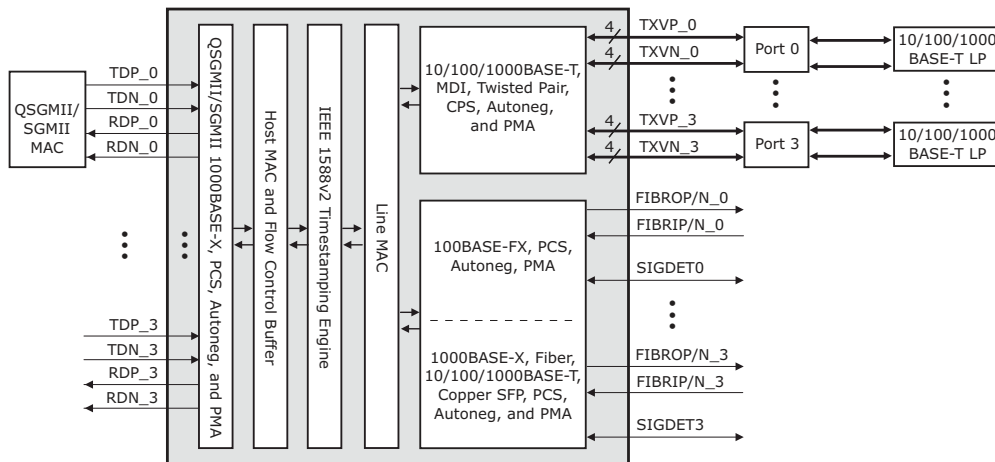 QSGMII/
SGMII
MAC
TDP_0
TDN_0
RDP_0
RDN_0
TDP_3
TDN_3
RDP_3
RDN_3
QSGMII/SGMII 1000BASE-X, PCS, Autoneg, and PMA
Host MAC and Flow Control Buffer
IEEE 1588v2 Timestamping Engine
Line MAC
10/100/1000BASE-T,
MDI, Twisted Pair,
CPS, Autoneg,
and PMA
100BASE-FX, PCS,
Autoneg, PMA
1000BASE-X, Fiber,
10/100/1000BASE-T,
Copper SFP, PCS,
Autoneg, and PMA
4 TXVP_0
4 TXVN_0
4 TXVP_3
4 TXVN_3
Port 0
Port 3
10/100/1000
BASE-T LP
10/100/1000
BASE-T LP
FIBROP/N_0
FIBRIP/N_0
SIGDET0
FIBROP/N_3
FIBRIP/N_3
SIGDET3